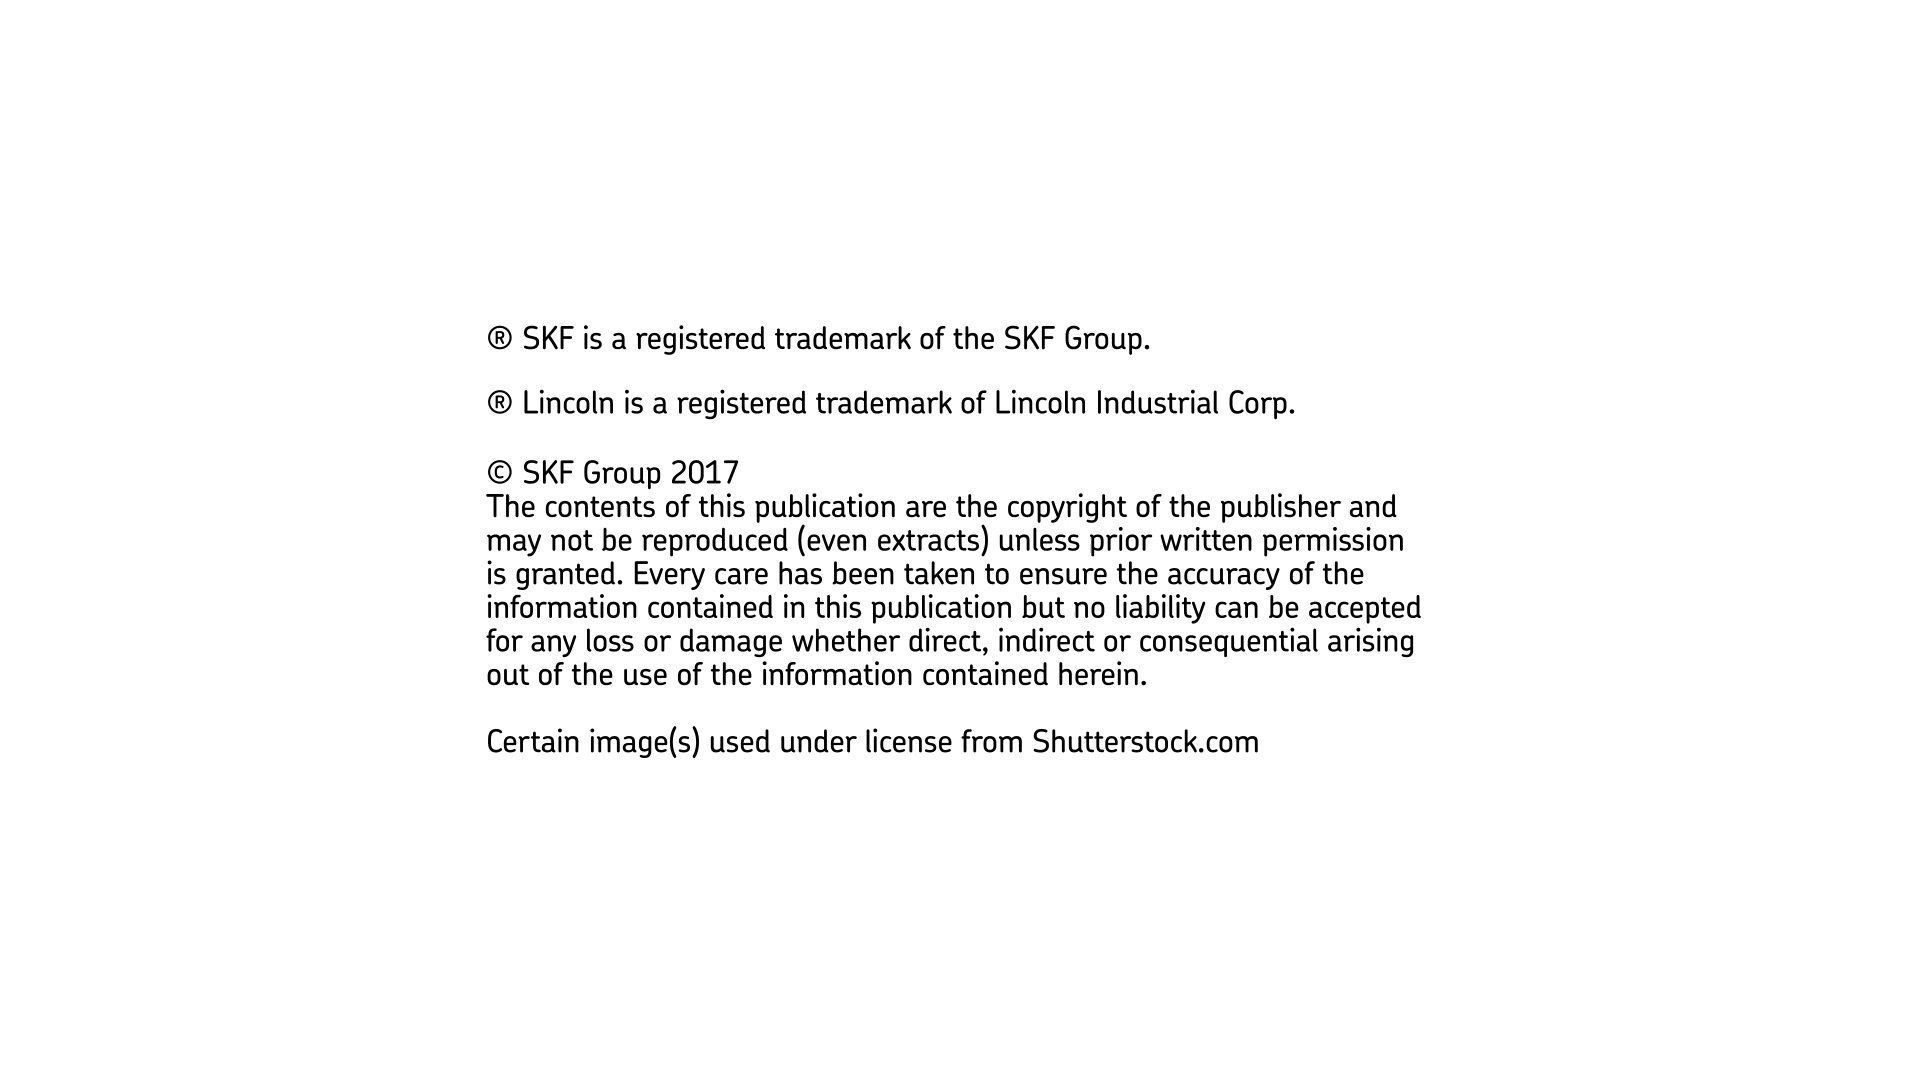 ® SKF is a registered trademark of the SKF Group.
® Lincoln is a registered trademark of Lincoln Industrial Corp.
© SKF Group 2017
The contents of this publication are the copyright of the publisher and
may not be reproduced (even extracts) unless prior written permission
is granted. Every care has been taken to ensure the accuracy of the
information contained in this publication but no liability can be accepted
for any loss or damage whether direct, indirect or consequential arising
out of the use of the information contained herein.
Certain image(s) used under license from Shutterstock.com